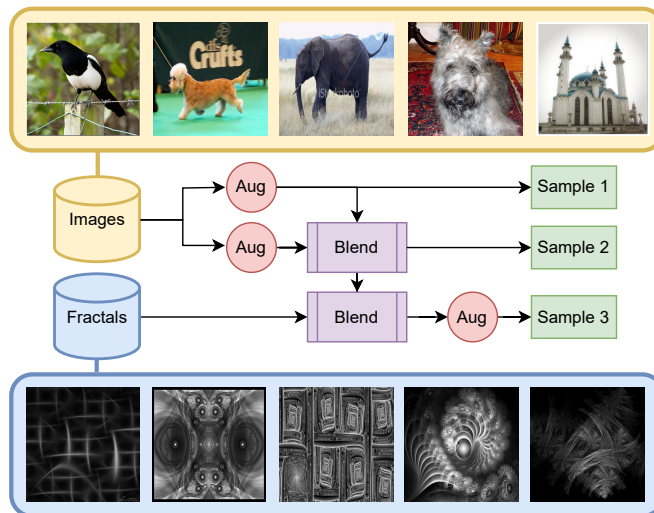 Crufts
Aug
Sample 1
Images
Aug
Blend
Sample 2
Fractals
Blend
Aug
Sample 3